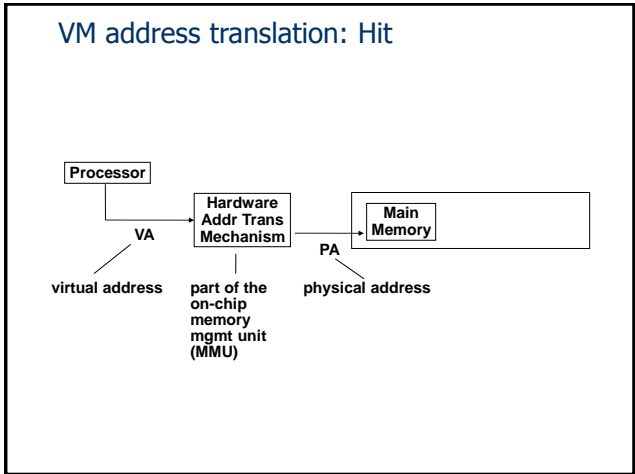 VM address translation: Hit
Processor
Hardware
Addr Trans
Mechanism
Main
Memory
VA
PA
virtual address
part of the
on-chip
memory
mgmt unit
(MMU)
physical address